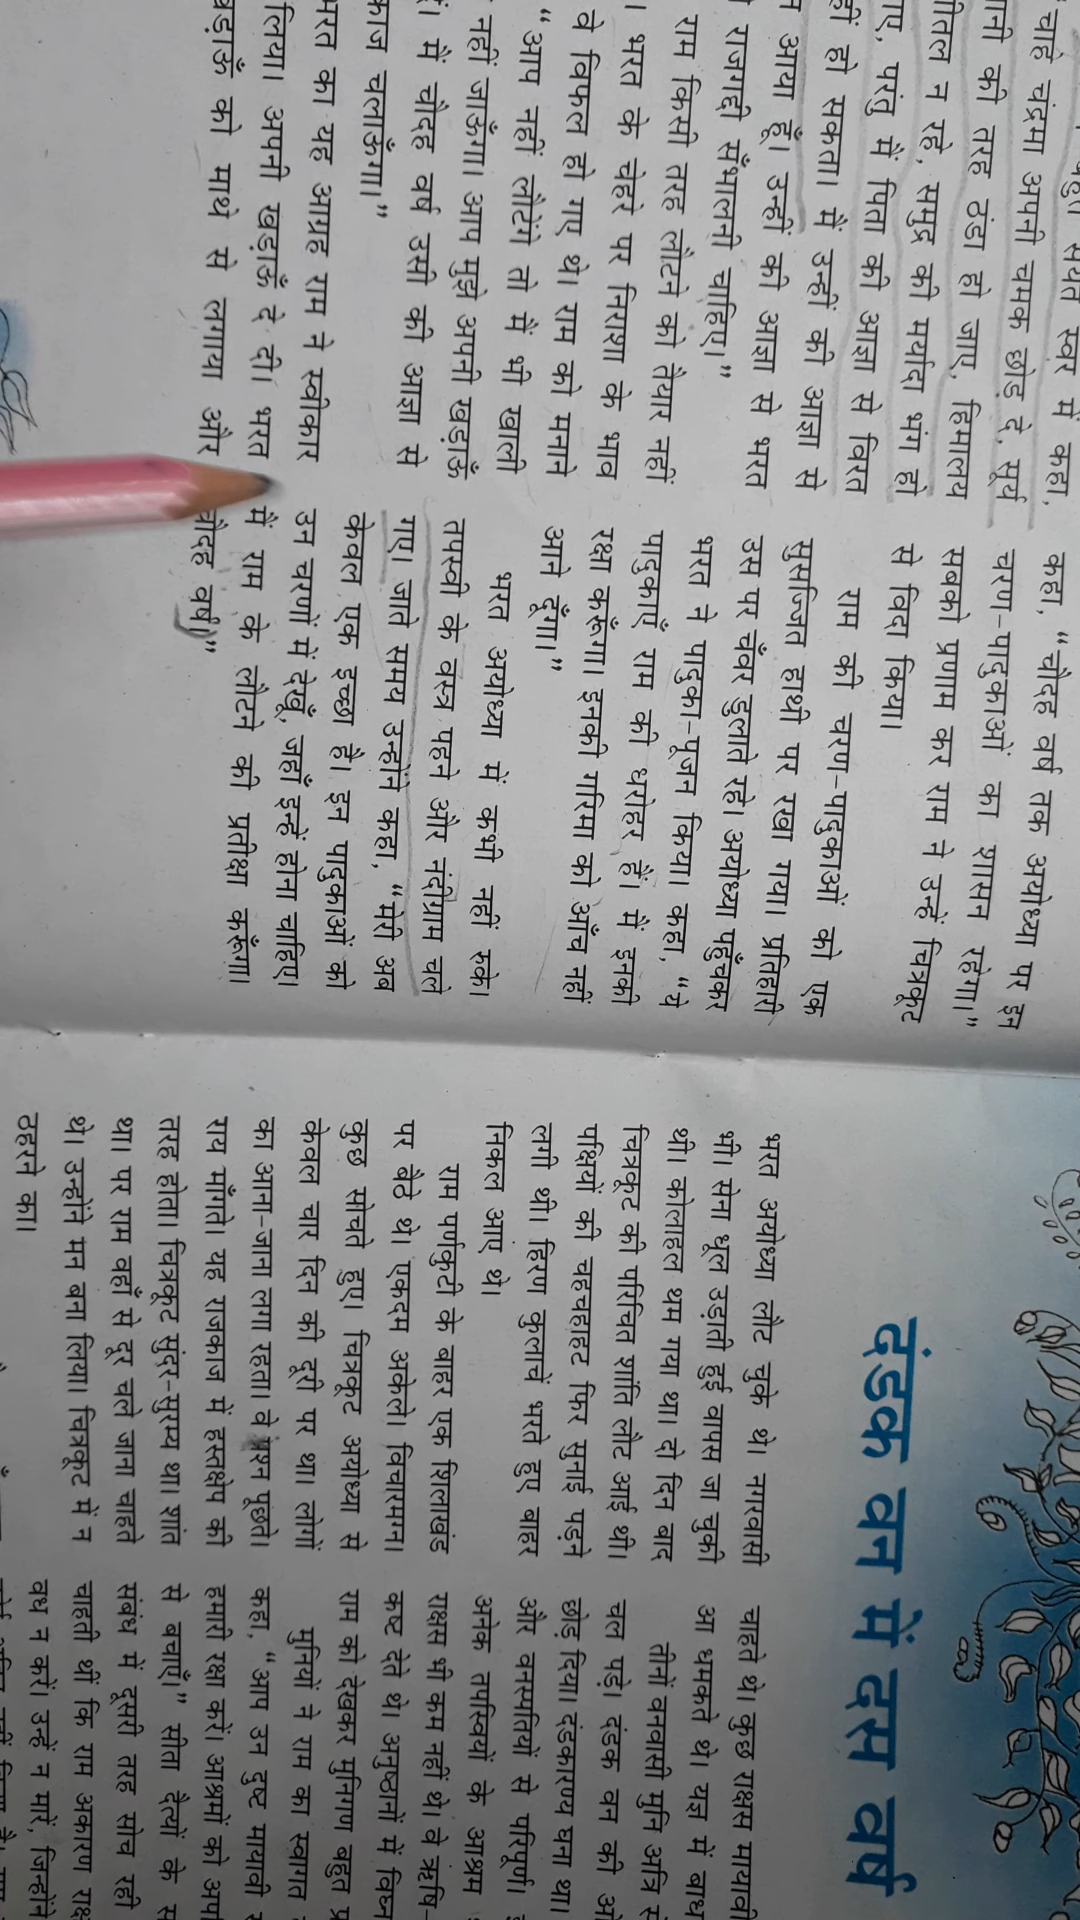 पहुत संयत स्वर में कहा,
चाहे चंद्रमा अपनी चमक छोड़ दे, सूर्य
पानी की तरह ठंडा हो जाए, हिमालय
शीतल न रहे, समुद्र की मर्यादा भंग हो
जाए, परंतु मैं पिता की आज्ञा से विरत
नहीं हो सकता। मैं उन्हीं की आज्ञा से
आया हूँ। उन्हीं की आज्ञा से भरत
राजगद्दी सँभालनी चाहिए।”
राम किसी तरह लौटने को तैयार नहीं
। भरत के चेहरे पर निराशा के भाव
वे विफल हो गए थे। राम को मनाने
“आप नहीं लौटेंगे तो मैं भी खाली
नहीं जाऊँगा। आप मुझे अपनी खड़ाऊँ
। मैं चौदह वर्ष उसी की आज्ञा से
काज चलाऊँगा।”
भरत का यह आग्रह राम ने स्वीकार
लिया। अपनी खड़ाऊँ दे दी। भरत
खड़ाऊँ को माथे से लगाया और
कहा, “चौदह वर्ष तक अयोध्या पर इन
चरण-पादुकाओं का शासन रहेगा।”
सबको प्रणाम कर राम ने उन्हें चित्रकूट
से विदा किया।
राम की चरण-पादुकाओं को एक
सुसज्जित हाथी पर रखा गया। प्रतिहारी
उस पर चँवर डुलाते रहे। अयोध्या पहुँचकर
भरत ने पादुका-पूजन किया। कहा, “ये
पादुकाएँ राम की धरोहर हैं। मैं इनकी
रक्षा करूँगा। इनकी गरिमा को आँच नहीं
आने दूँगा।”
भरत अयोध्या में कभी नहीं रुके।
तपस्वी के वस्त्र पहने और नंदीग्राम चले
गए। जाते समय उन्होंने कहा, “मेरी अब
केवल एक इच्छा है। इन पादुकाओं को
उन चरणों में देखूँ, जहाँ इन्हें होना चाहिए।
मैं राम के लौटने की प्रतीक्षा करूँगा।
चौदह वर्ष।”
दंडक वन में दस वर्ष
भरत अयोध्या लौट चुके थे। नगरवासी
भी। सेना धूल उड़ाती हुई वापस जा चुकी
थी। कोलाहल थम गया था। दो दिन बाद
चित्रकूट की परिचित शांति लौट आई थी।
पक्षियों की चहचहाहट फिर सुनाई पड़ने
लगी थी। हिरण कुलाचें भरते हुए बाहर
निकल आए थे।
राम पर्णकुटी के बाहर एक शिलाखंड
पर बैठे थे। एकदम अकेले। विचारमग्न।
कुछ सोचते हुए। चित्रकूट अयोध्या से
केवल चार दिन की दूरी पर था। लोगों
का आना-जाना लगा रहता। वे प्रश्न पूछते।
राय माँगते। यह राजकाज में हस्तक्षेप की
तरह होता। चित्रकूट सुंदर-सुरम्य था। शांत
था। पर राम वहाँ से दूर चले जाना चाहते
थे। उन्होंने मन बना लिया। चित्रकूट में न
ठहरने का।
चाहते थे। कुछ राक्षस मायावी
आ धमकते थे। यज्ञ में बाधा
तीनों वनवासी मुनि अत्रि से
चल पड़े। दंडक वन की ओ
छोड़ दिया। दंडकारण्य घना था।
और वनस्पतियों से परिपूर्ण।
अनेक तपस्वियों के आश्रम
राक्षस भी कम नहीं थे। वे ऋषि-
कष्ट देते थे। अनुष्ठानों में विघ्न
राम को देखकर मुनिगण बहुत प्र
मुनियों ने राम का स्वागत
कहा, “आप उन दुष्ट मायावी र
हमारी रक्षा करें। आश्रमों को अप
से बचाएँ।” सीता दैत्यों के स
संबंध में दूसरी तरह सोच रही
चाहती थीं कि राम अकारण राक्ष
वध न करें। उन्हें न मारें, जिन्होंने